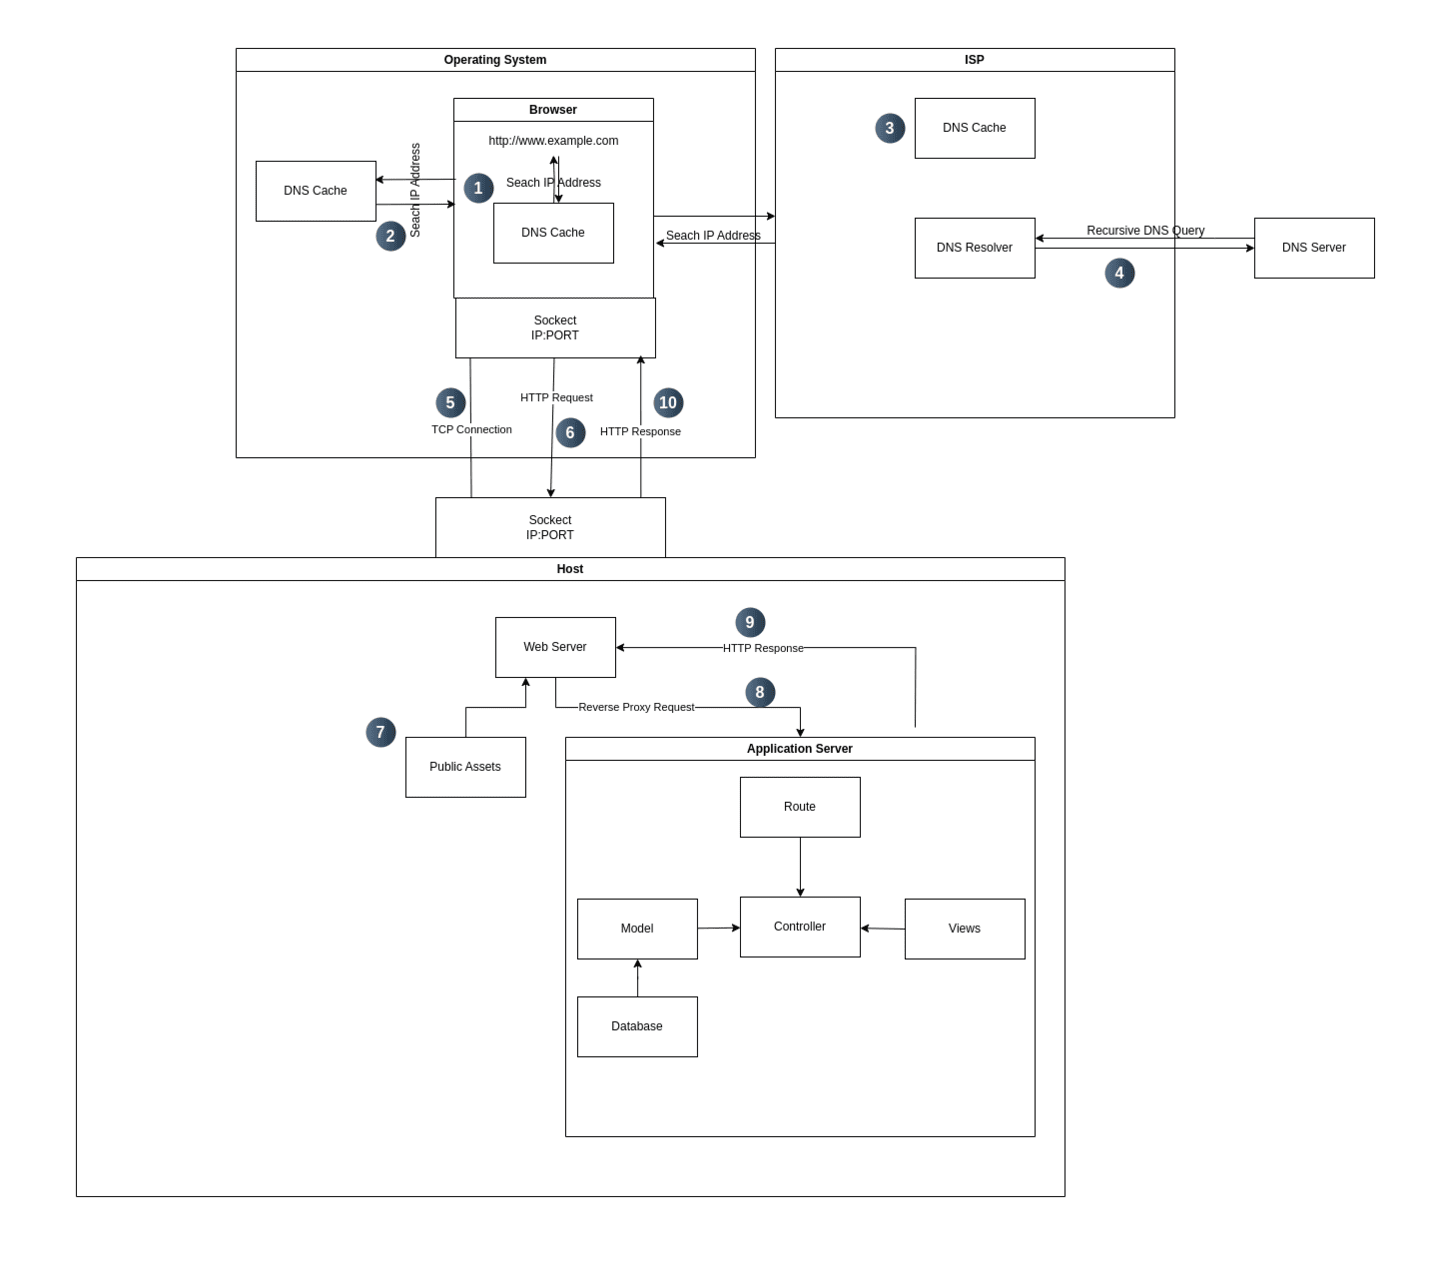 Operating System
ISP
Browser
http://www.example.com
DNS Cache
Seach IP Address
1
Seach IP Address
DNS Cache
2
3
DNS Cache
Seach IP Address
DNS Resolver
Recursive DNS Query
4
DNS Server
Sockect
IP:PORT
5
TCP Connection
HTTP Request
6
10
HTTP Response
Sockect
IP:PORT
Host
Web Server
9
HTTP Response
8
Reverse Proxy Request
7
Public Assets
Application Server
Route
Model
Controller
Views
Database